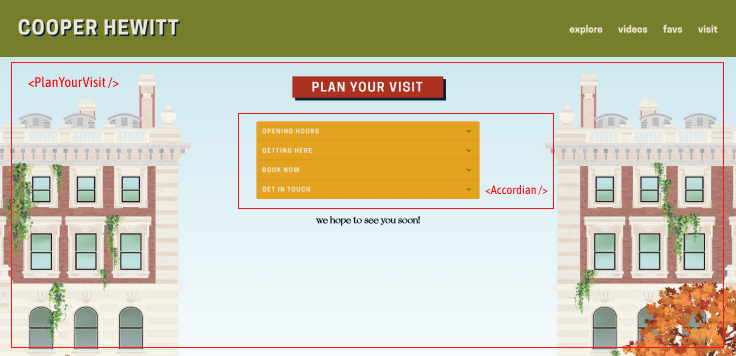 COOPER HEWITT
explore videos favs visit
<PlanYourVisit />
PLAN YOUR VISIT
OPENING HOURS
GETTING HERE
BOOK NOW
GET IN TOUCH
<Accordian />
we hope to see you soon!